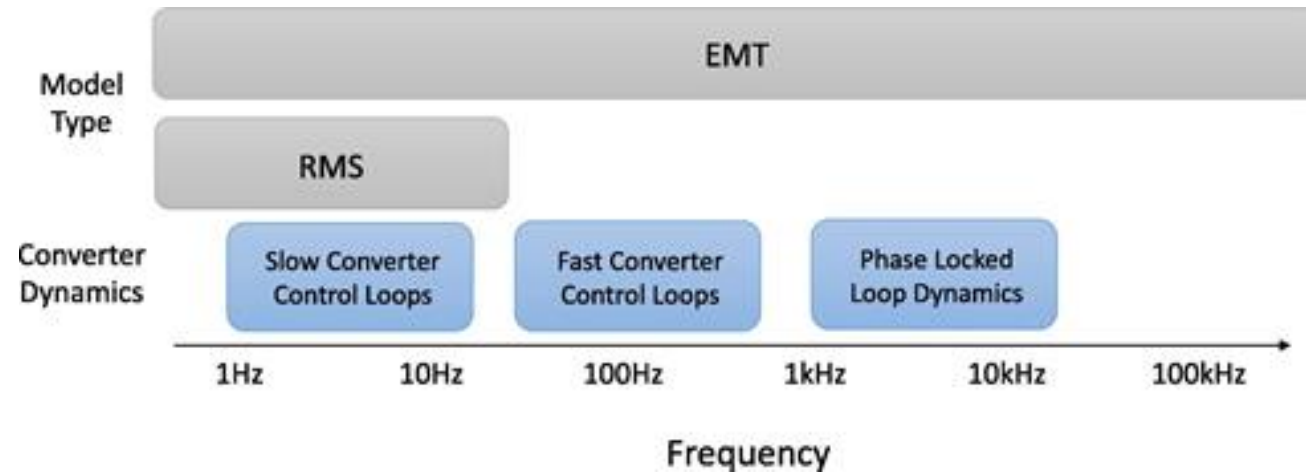 EMT
Model
Type
RMS
Converter
Dynamics
Slow Converter
Control Loops
Fast Converter
Control Loops
Phase Locked
Loop Dynamics
1Hz
10Hz
100Hz
1kHz
10kHz
100kHz
Frequency